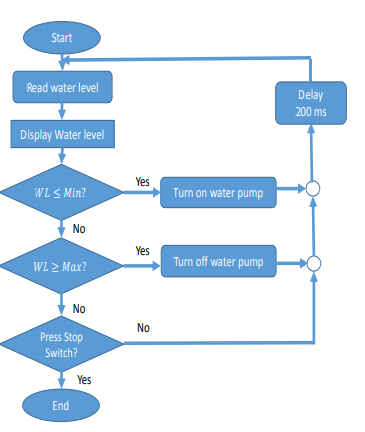 Start
Read water level
Delay
200 ms
Display Water level
WL ≤ Min?
Yes
Turn on water pump
No
WL ≥ Max?
Yes
Turn off water pump
No
Press Stop
Switch?
No
Yes
End